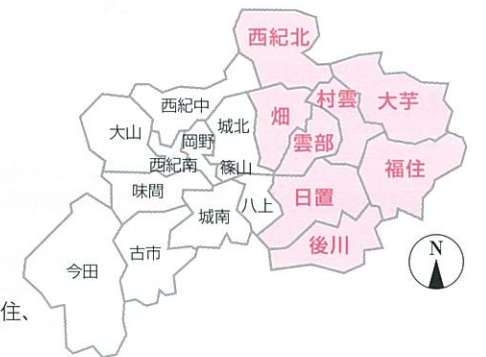 西紀北
西紀中
村雲
大芋
大山
城北
畑
岡野
雲部
西紀南
篠山
福住
味間
日置
八上
城南
古市
後川
今田
N
住、